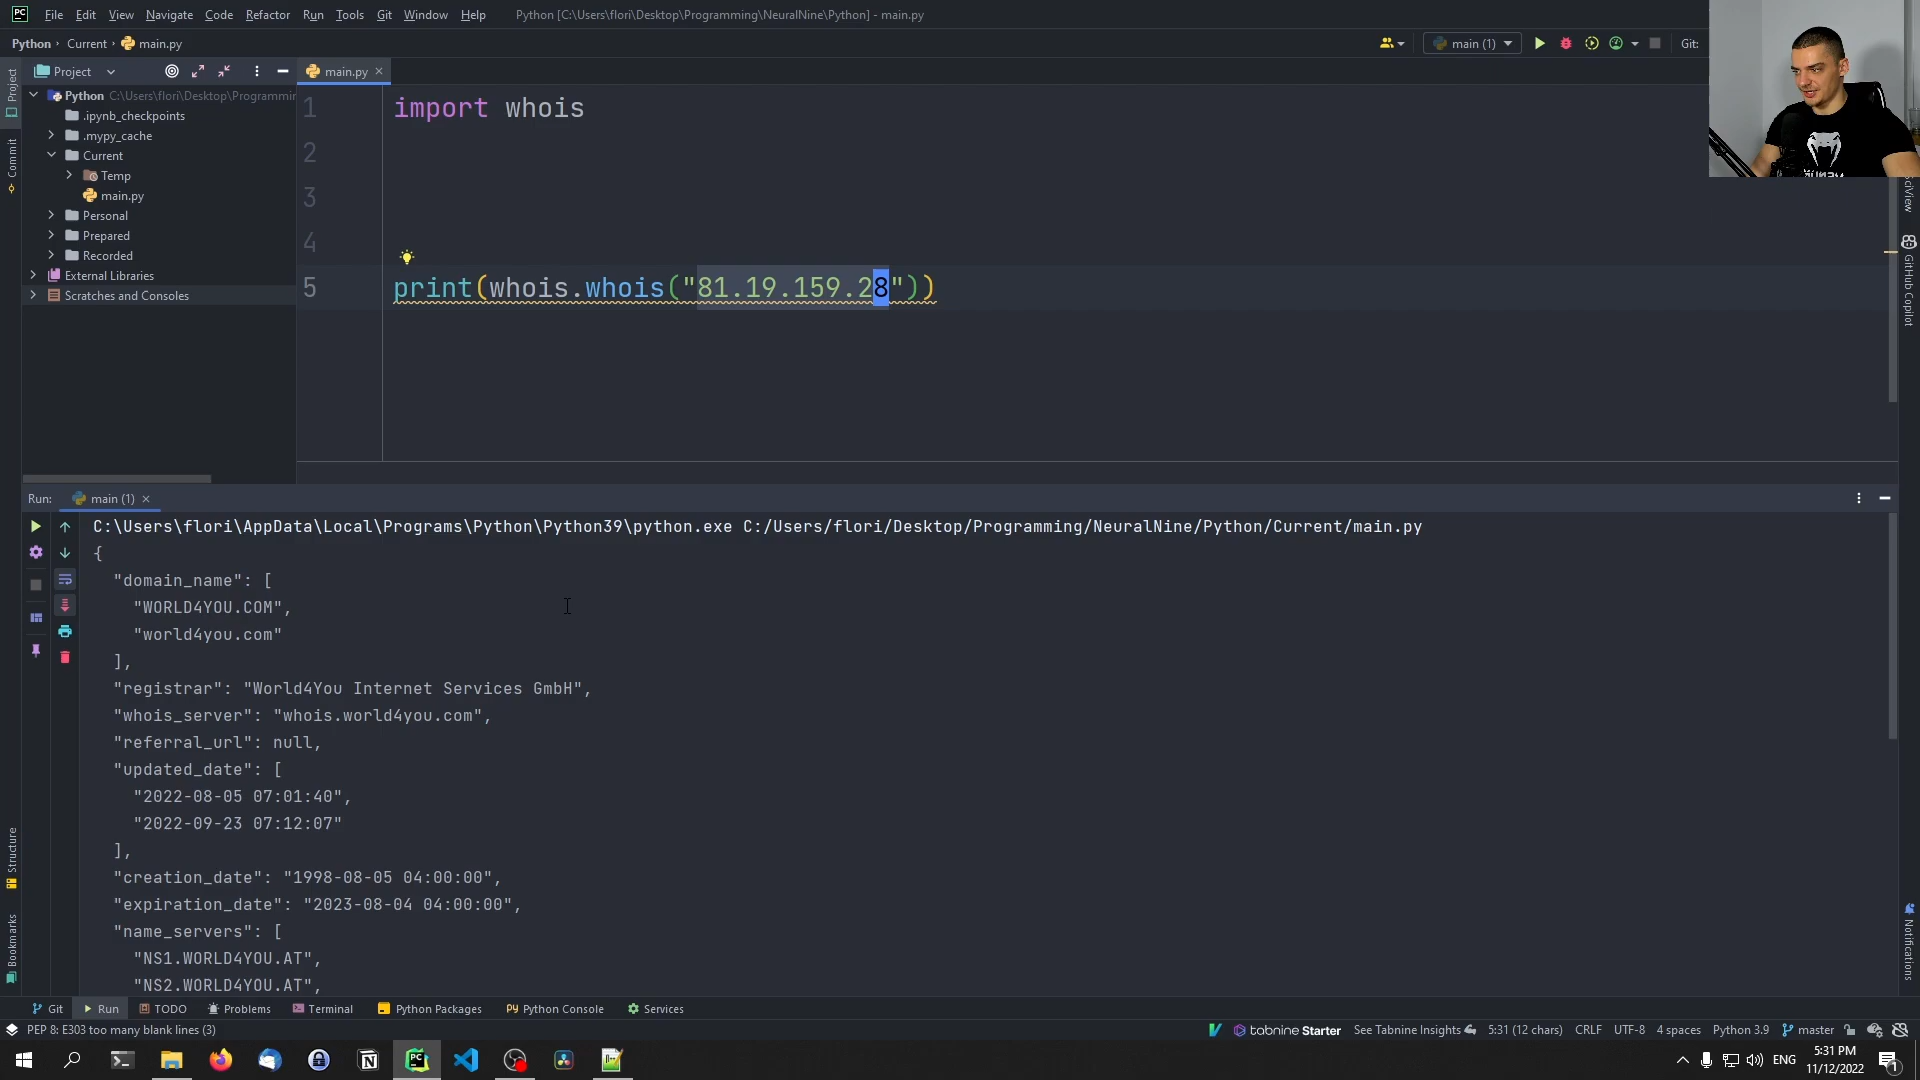 File Edit View Navigate Code Refactor Run Tools Git Window Help Python [C:\Users\flori\Desktop\Programming\NeuralNine\Python] - main.py
Python Current main.py main (1) Git:
Project main.py
Python C:\Users\flori\Desktop\Programmin
.ipynb_checkpoints
.mypy_cache
Current
Temp
main.py
Personal
Prepared
Recorded
External Libraries
Scratches and Consoles
1 import whois
2
3
4
5 print(whois.whois("81.19.159.28"))
Project
Commit
Structure
Bookmarks
SciView
GitHub Copilot
Notifications
Run: main (1)
C:\Users\flori\AppData\Local\Programs\Python\Python39\python.exe C:/Users/flori/Desktop/Programming/NeuralNine/Python/Current/main.py
{
"domain_name": [
"WORLD4YOU.COM",
"world4you.com"
],
"registrar": "World4You Internet Services GmbH",
"whois_server": "whois.world4you.com",
"referral_url": null,
"updated_date": [
"2022-08-05 07:01:40",
"2022-09-23 07:12:07"
],
"creation_date": "1998-08-05 04:00:00",
"expiration_date": "2023-08-04 04:00:00",
"name_servers": [
"NS1.WORLD4YOU.AT",
"NS2.WORLD4YOU.AT",
Git Run TODO Problems Terminal Python Packages Python Console Services
PEP 8: E303 too many blank lines (3) tabnine Starter See Tabnine Insights 5:31 (12 chars) CRLF UTF-8 4 spaces Python 3.9 master
ENG 5:31 PM
11/12/2022